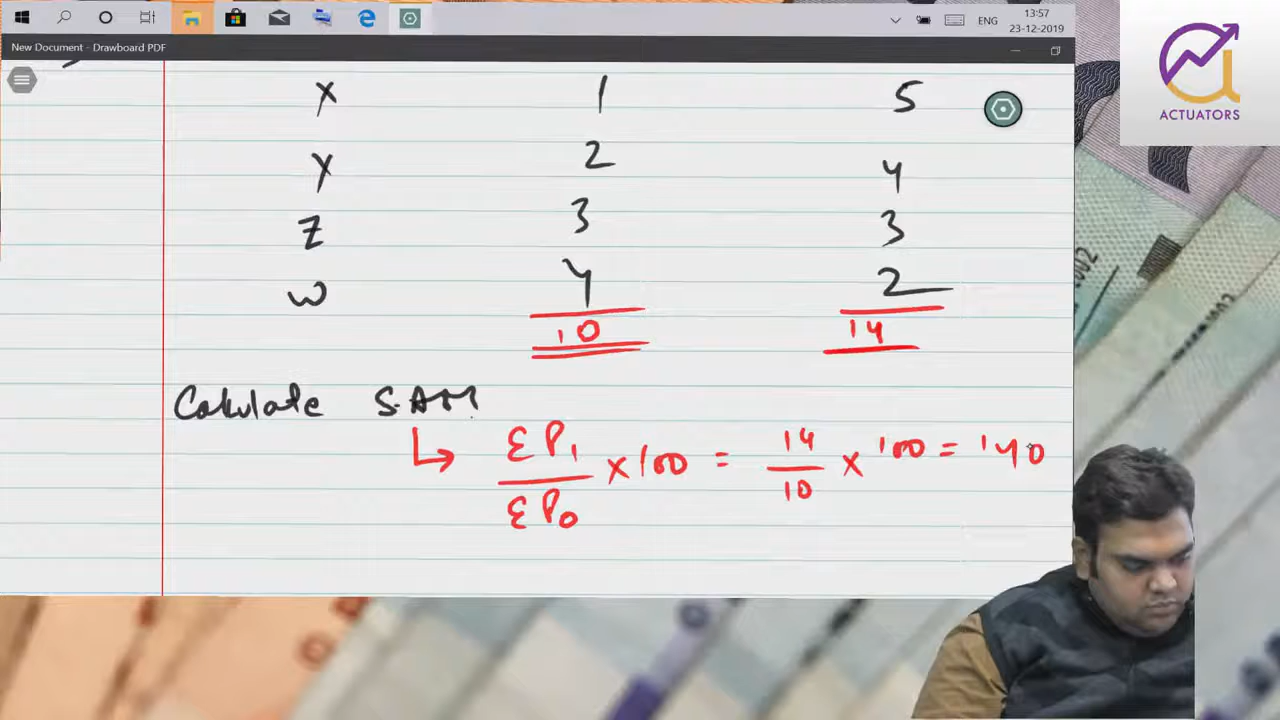 13:57
ENG
23-12-2019
New Document - Drawboard PDF
ACTUATORS
X 1 5
Y 2 4
Z 3 3
W 4 2
10 14
Calculate S.A.M
ΣP1 / ΣP0 × 100 = 14 / 10 × 100 = 140